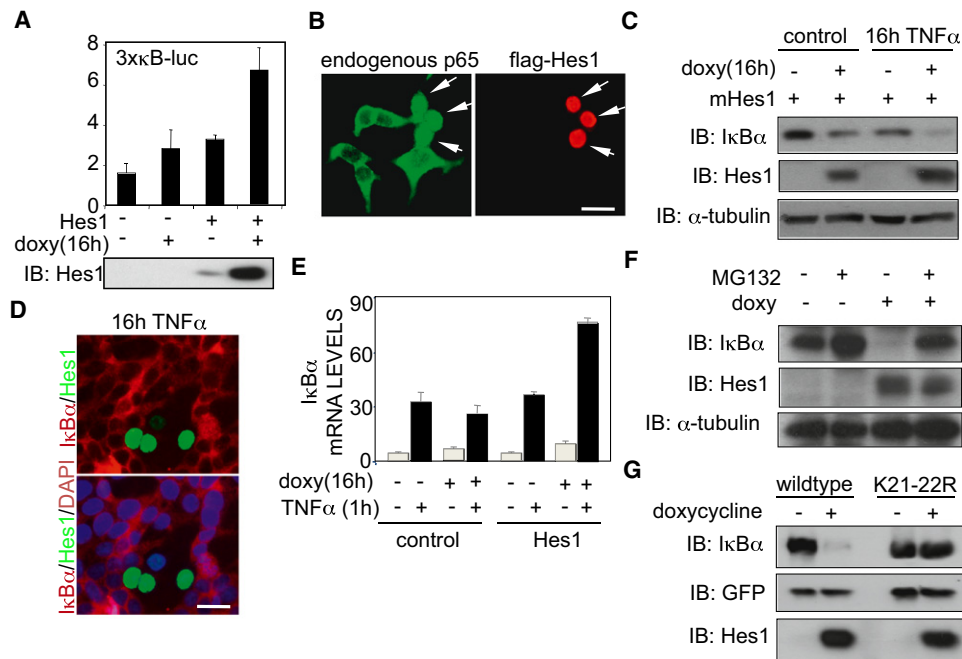 A
3xκB-luc
8
6
4
2
0
Hes1 - - + +
doxy(16h) - + - +
IB: Hes1
B
endogenous p65 flag-Hes1
C
control 16h TNFα
doxy(16h) - + - +
mHes1 + + + +
IB: IκBα
IB: Hes1
IB: α-tubulin
D
16h TNFα
IκBα/Hes1
IκBα/Hes1/DAPI
E
IκBα
mRNA LEVELS
90
60
30
0
doxy(16h) - - + + - - + +
TNFα (1h) - + - + - + - +
control Hes1
F
MG132 - + - +
doxy - - + +
IB: IκBα
IB: Hes1
IB: α-tubulin
G
wildtype K21-22R
doxycycline - + - +
IB: IκBα
IB: GFP
IB: Hes1